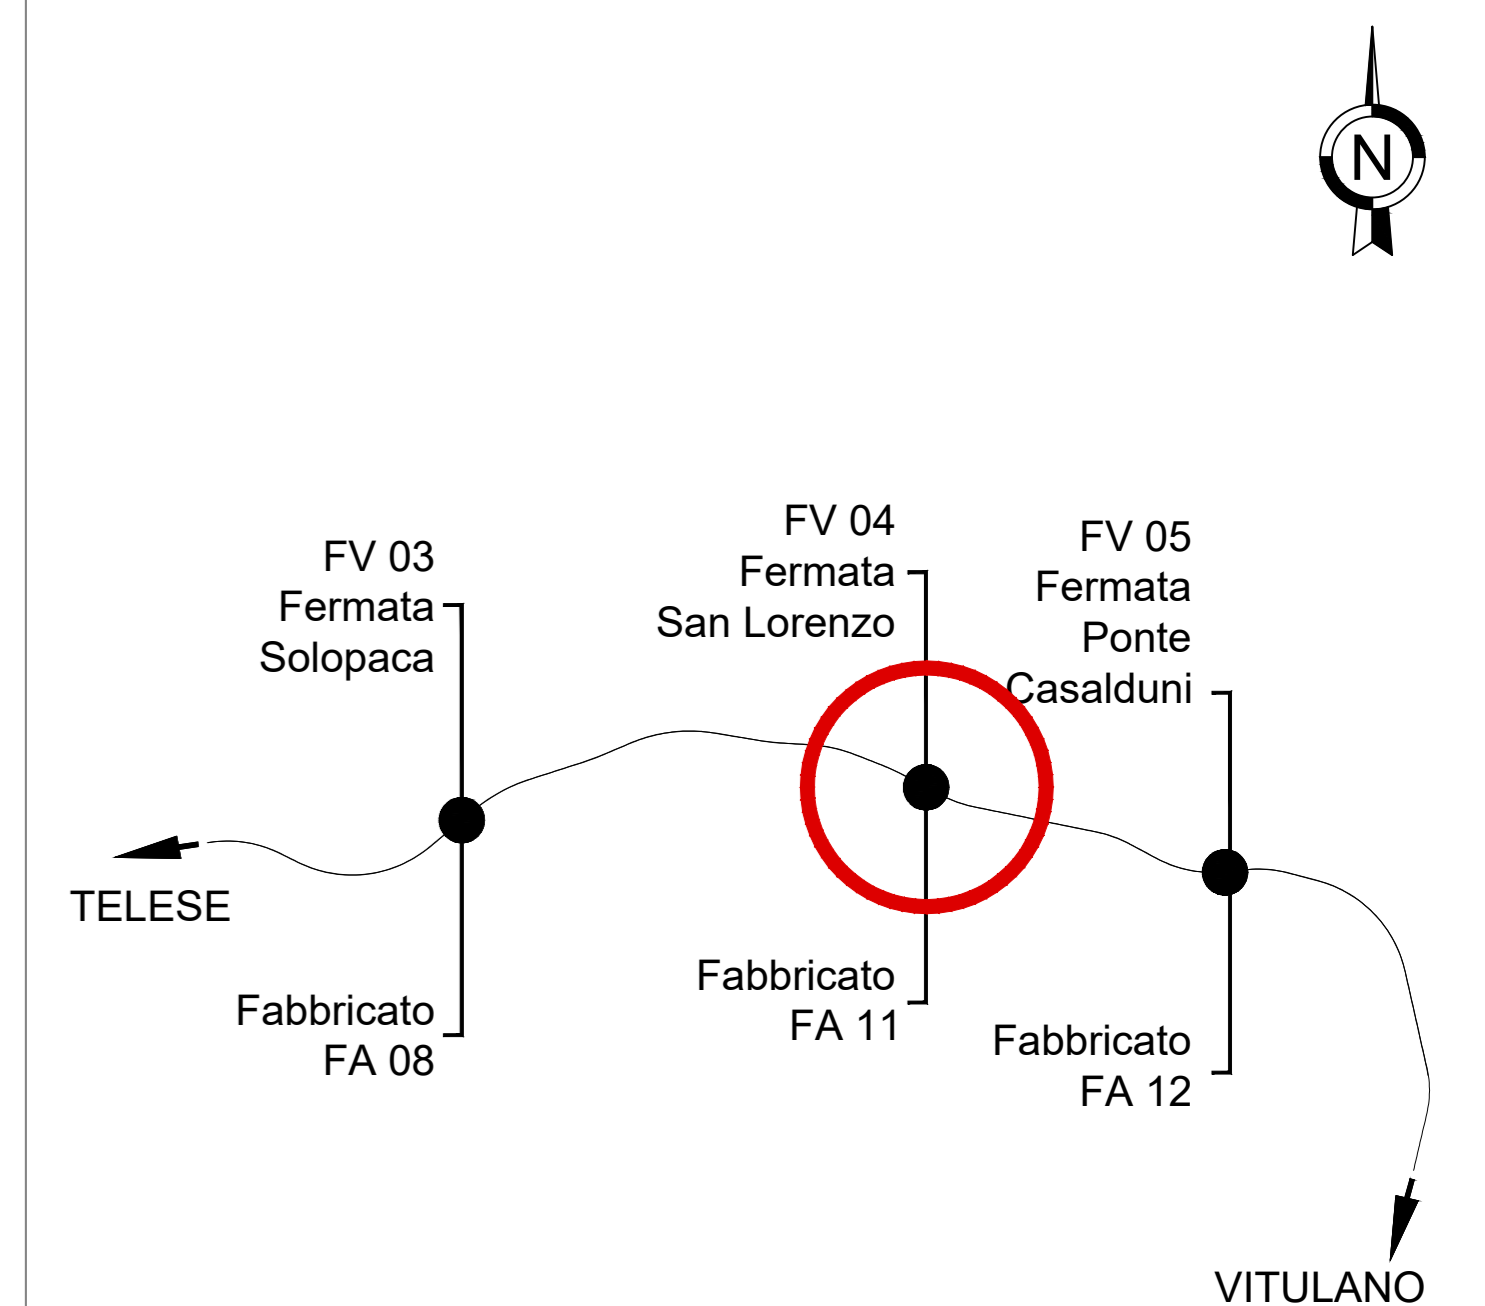 N
FV 03
Fermata
Solopaca
FV 04
Fermata
San Lorenzo
FV 05
Fermata
Ponte
Casalduni
TELESE
Fabbricato
FA 08
Fabbricato
FA 11
Fabbricato
FA 12
VITULANO